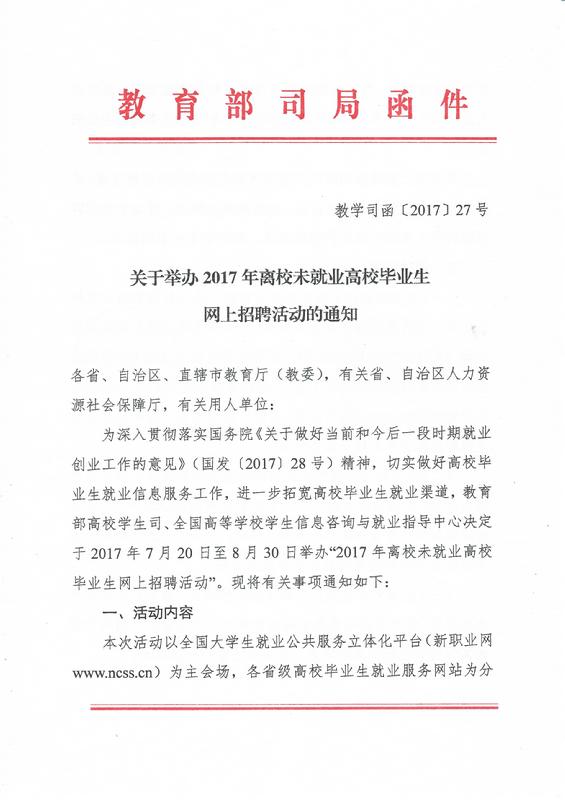 教育部司局函件
教学司函〔2017〕27号
关于举办2017年离校未就业高校毕业生
网上招聘活动的通知
各省、自治区、直辖市教育厅（教委），有关省、自治区人力资
源社会保障厅，有关用人单位：
为深入贯彻落实国务院《关于做好当前和今后一段时期就业
创业工作的意见》（国发〔2017〕28号）精神，切实做好高校毕
业生就业信息服务工作，进一步拓宽高校毕业生就业渠道，教育
部高校学生司、全国高等学校学生信息咨询与就业指导中心决定
于2017年7月20日至8月30日举办“2017年离校未就业高校
毕业生网上招聘活动”。现将有关事项通知如下：
一、活动内容
本次活动以全国大学生就业公共服务立体化平台（新职业网
www.ncss.cn）为主会场，各省级高校毕业生就业服务网站为分